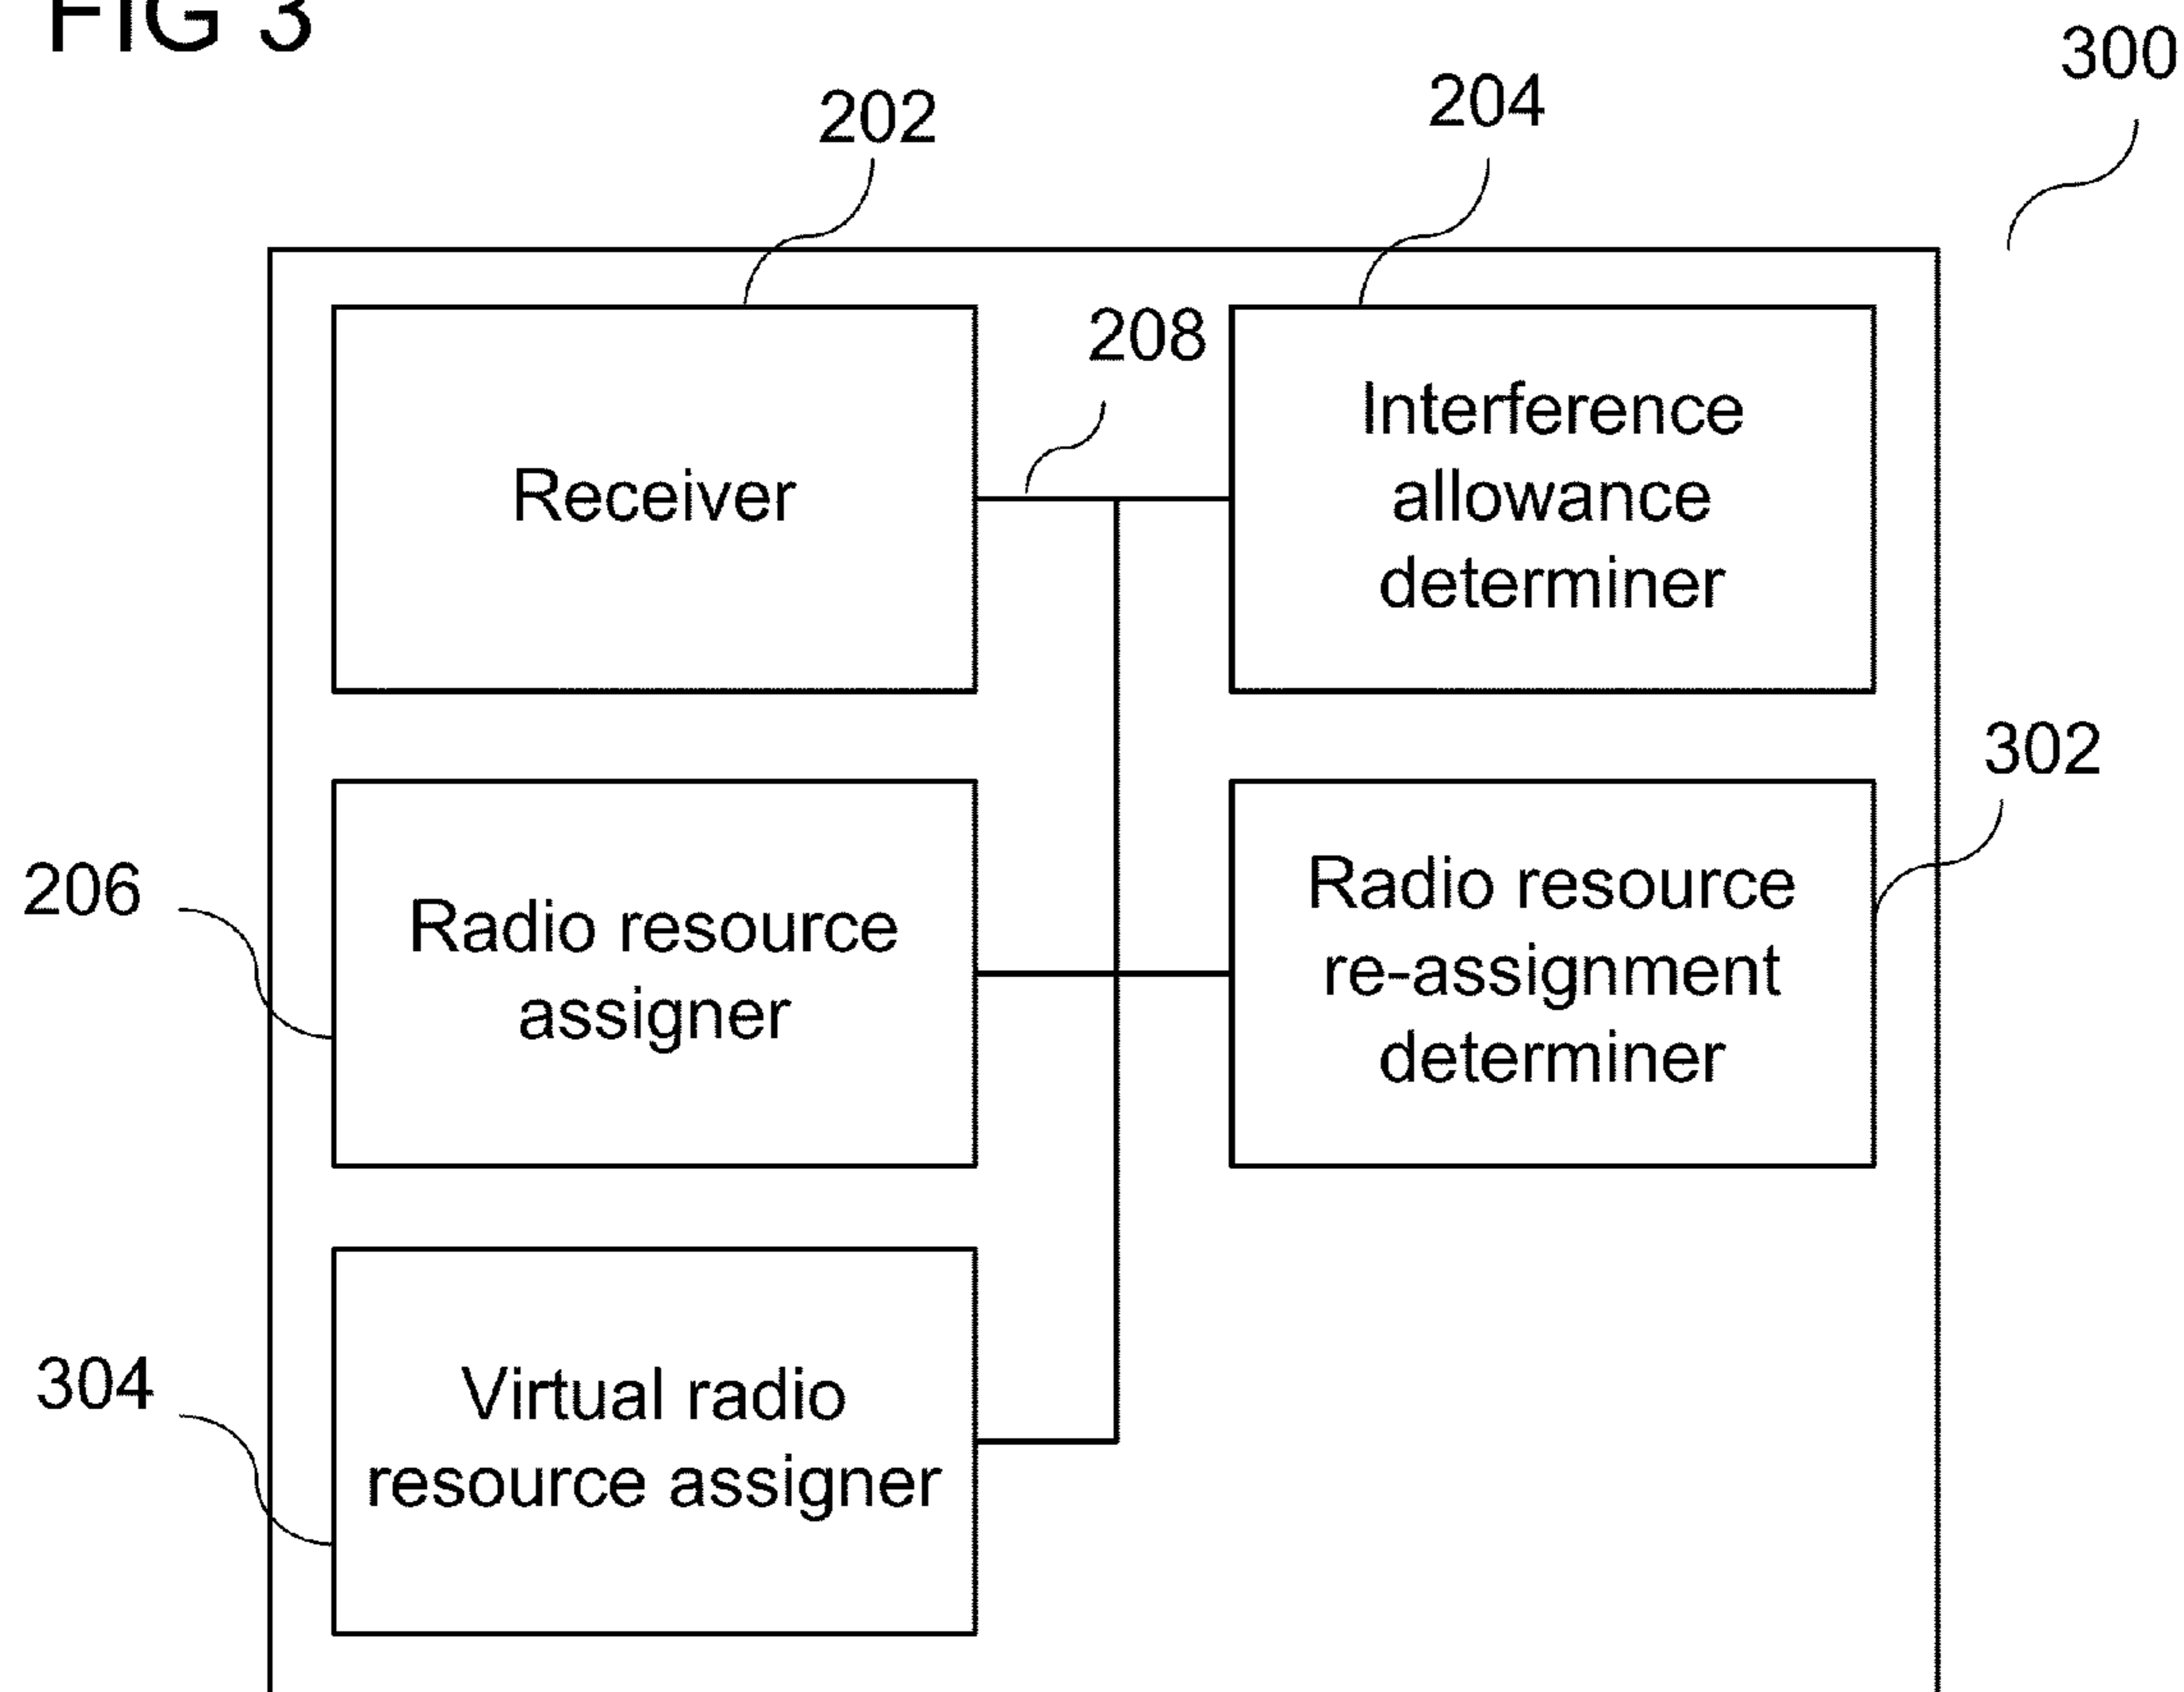 FIG 3
300
202
204
208
Receiver
Interference
allowance
determiner
302
206
Radio resource
assigner
Radio resource
re-assignment
determiner
304
Virtual radio
resource assigner